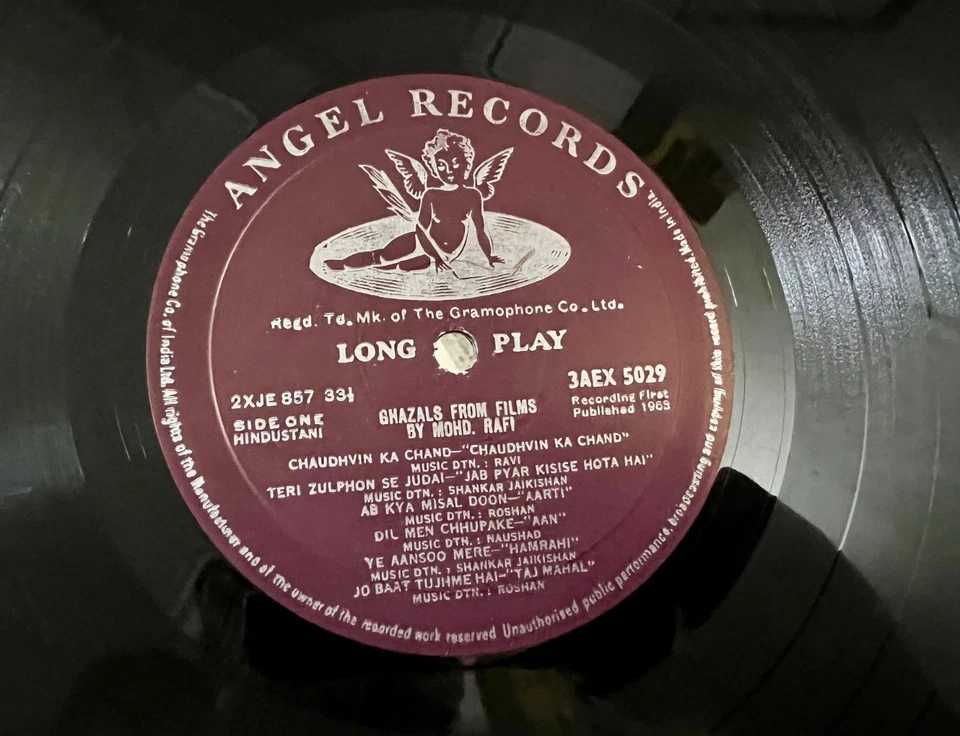 ANGEL RECORDS
Regd. Td. Mk. of The Gramophone Co. Ltd.
LONG PLAY
2XJE 857 33⅓
3AEX 5029
SIDE ONE
Recording First
HINDUSTANI
Published 1969
GHAZALS FROM FILMS
BY MOHD. RAFI
CHAUDHVIN KA CHAND—"CHAUDHVIN KA CHAND"
MUSIC DTN. : RAVI
TERI ZULPHON SE JUDAI—"JAB PYAR KISISE HOTA HAI"
MUSIC DTN. : SHANKAR JAIKISHAN
AB KYA MISAL DOON—"AARTI"
MUSIC DTN. : ROSHAN
DIL MEN CHHUPAKE—"AAN"
MUSIC DTN. : NAUSHAD
YE AANSOO MERE—"HAMRAHI"
MUSIC DTN. : SHANKAR JAIKISHAN
JO BAAT TUJHME HAI—"TAJ MAHAL"
MUSIC DTN. : ROSHAN
The Gramophone Co. of India Ltd. All rights of the Manufacturer and of the owner of the recorded work reserved Unauthorised public performance, broadcasting and copying of this record prohibited Made in India.